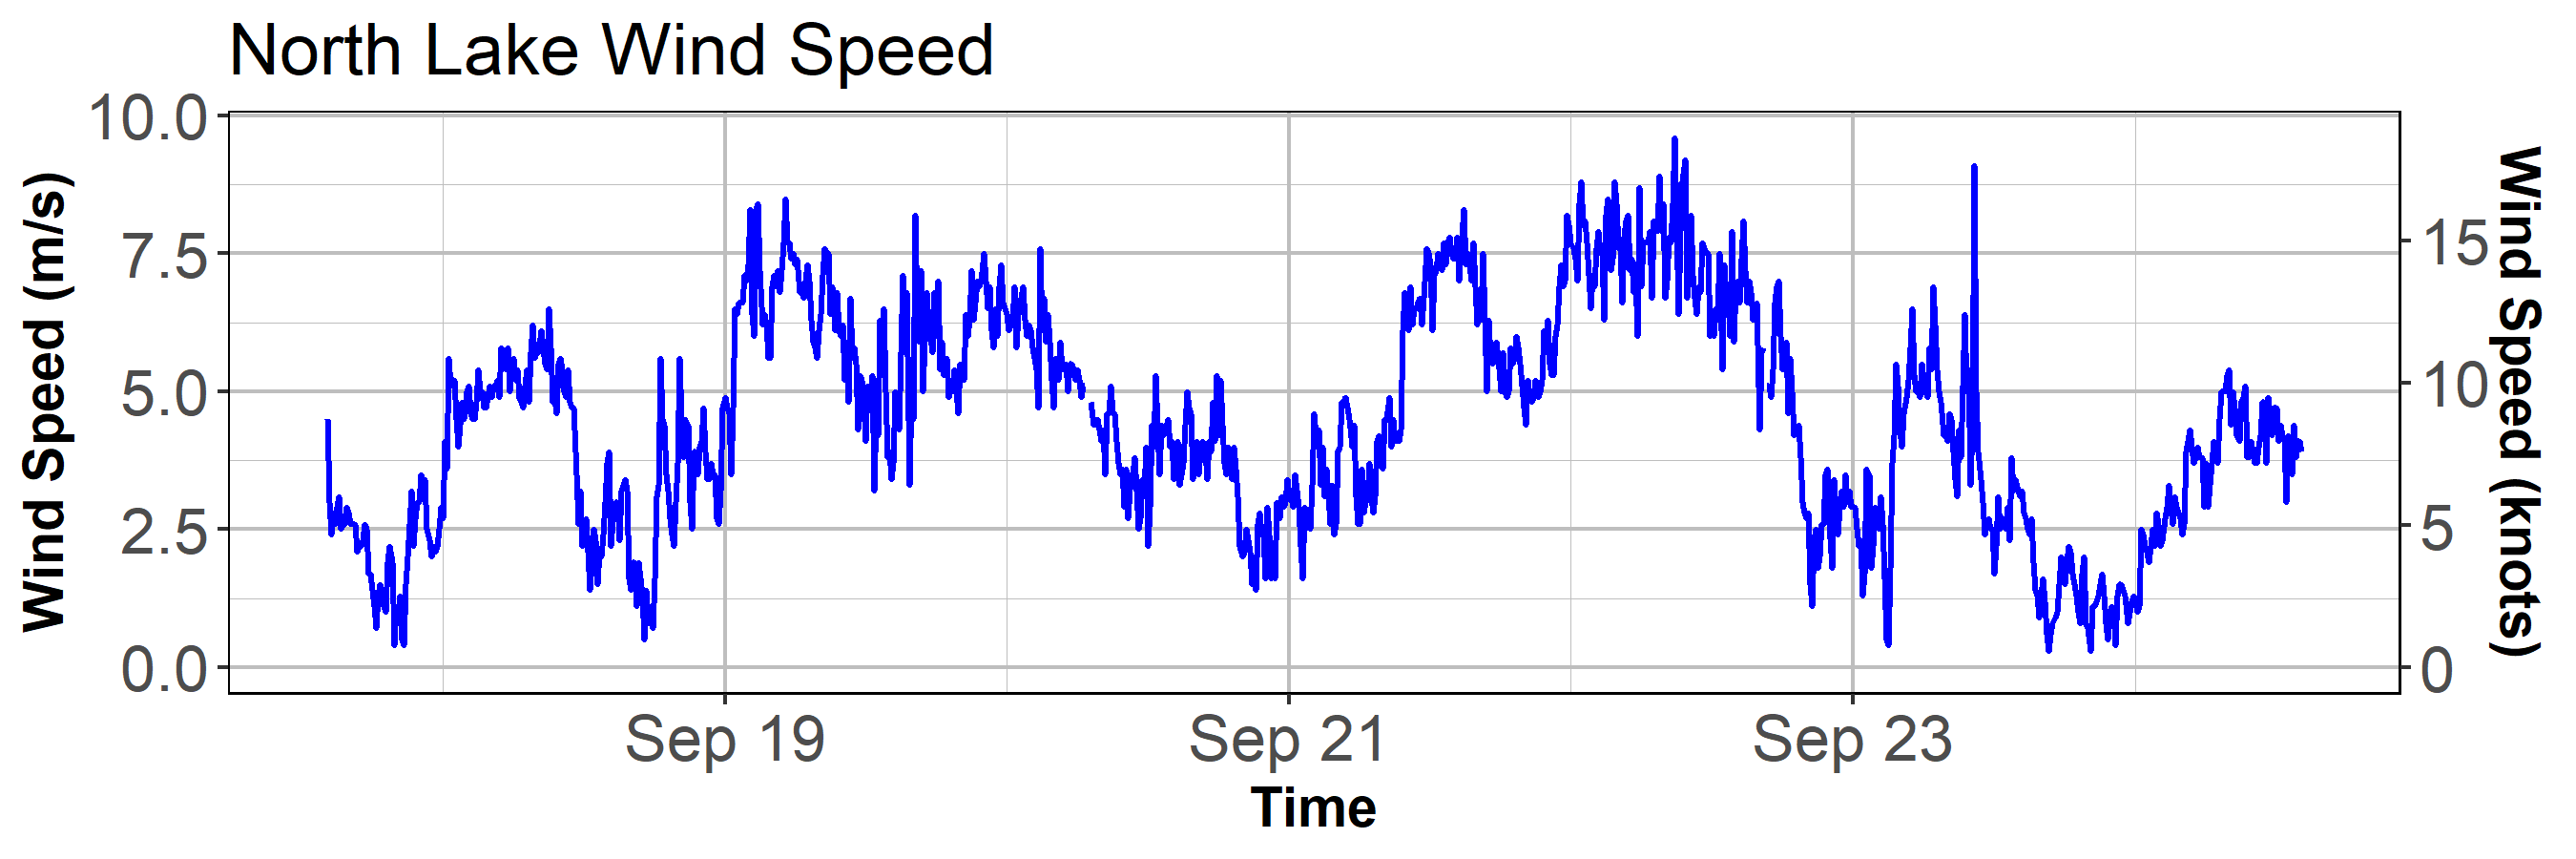 North Lake Wind Speed
Wind Speed (m/s)
10.0
7.5
5.0
2.5
0.0
Wind Speed (knots)
15
10
5
0
Sep 19
Sep 21
Sep 23
Time